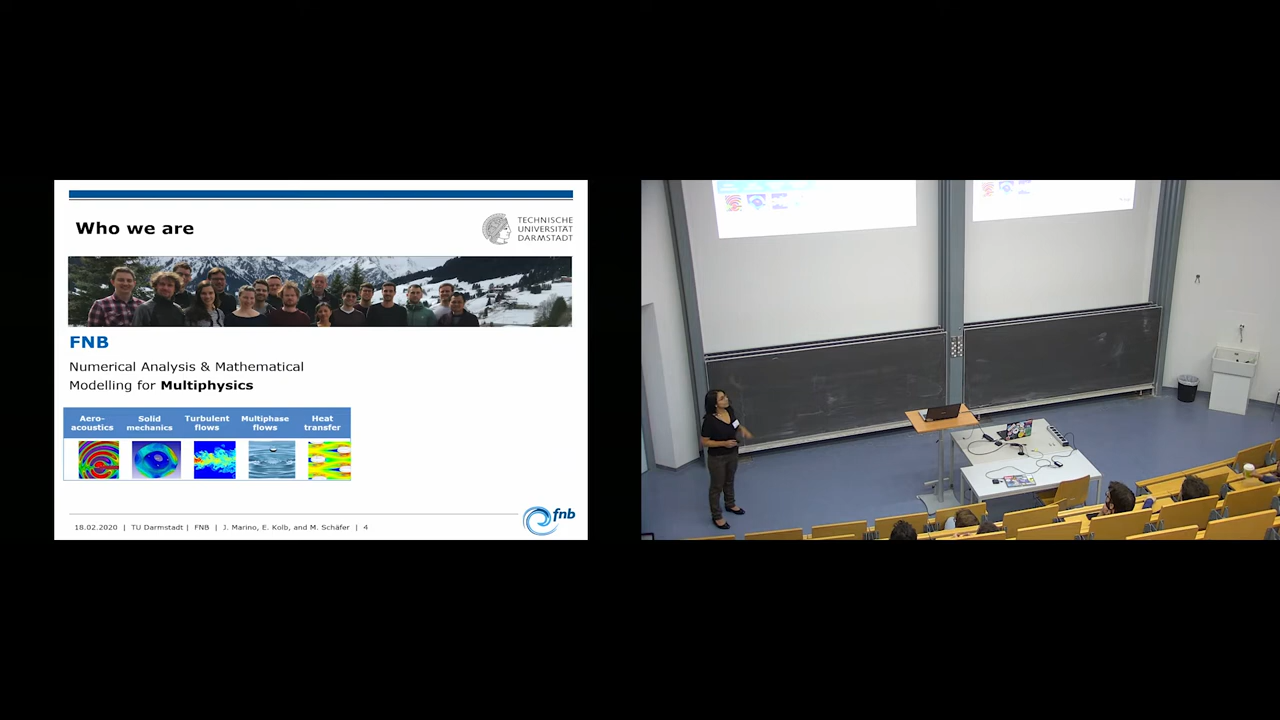 Who we are
TECHNISCHE
UNIVERSITÄT
DARMSTADT
FNB
Numerical Analysis & Mathematical
Modelling for Multiphysics
Aero-
acoustics
Solid
mechanics
Turbulent
flows
Multiphase
flows
Heat
transfer
18.02.2020 | TU Darmstadt | FNB | J. Marino, E. Kolb, and M. Schäfer | 4
fnb